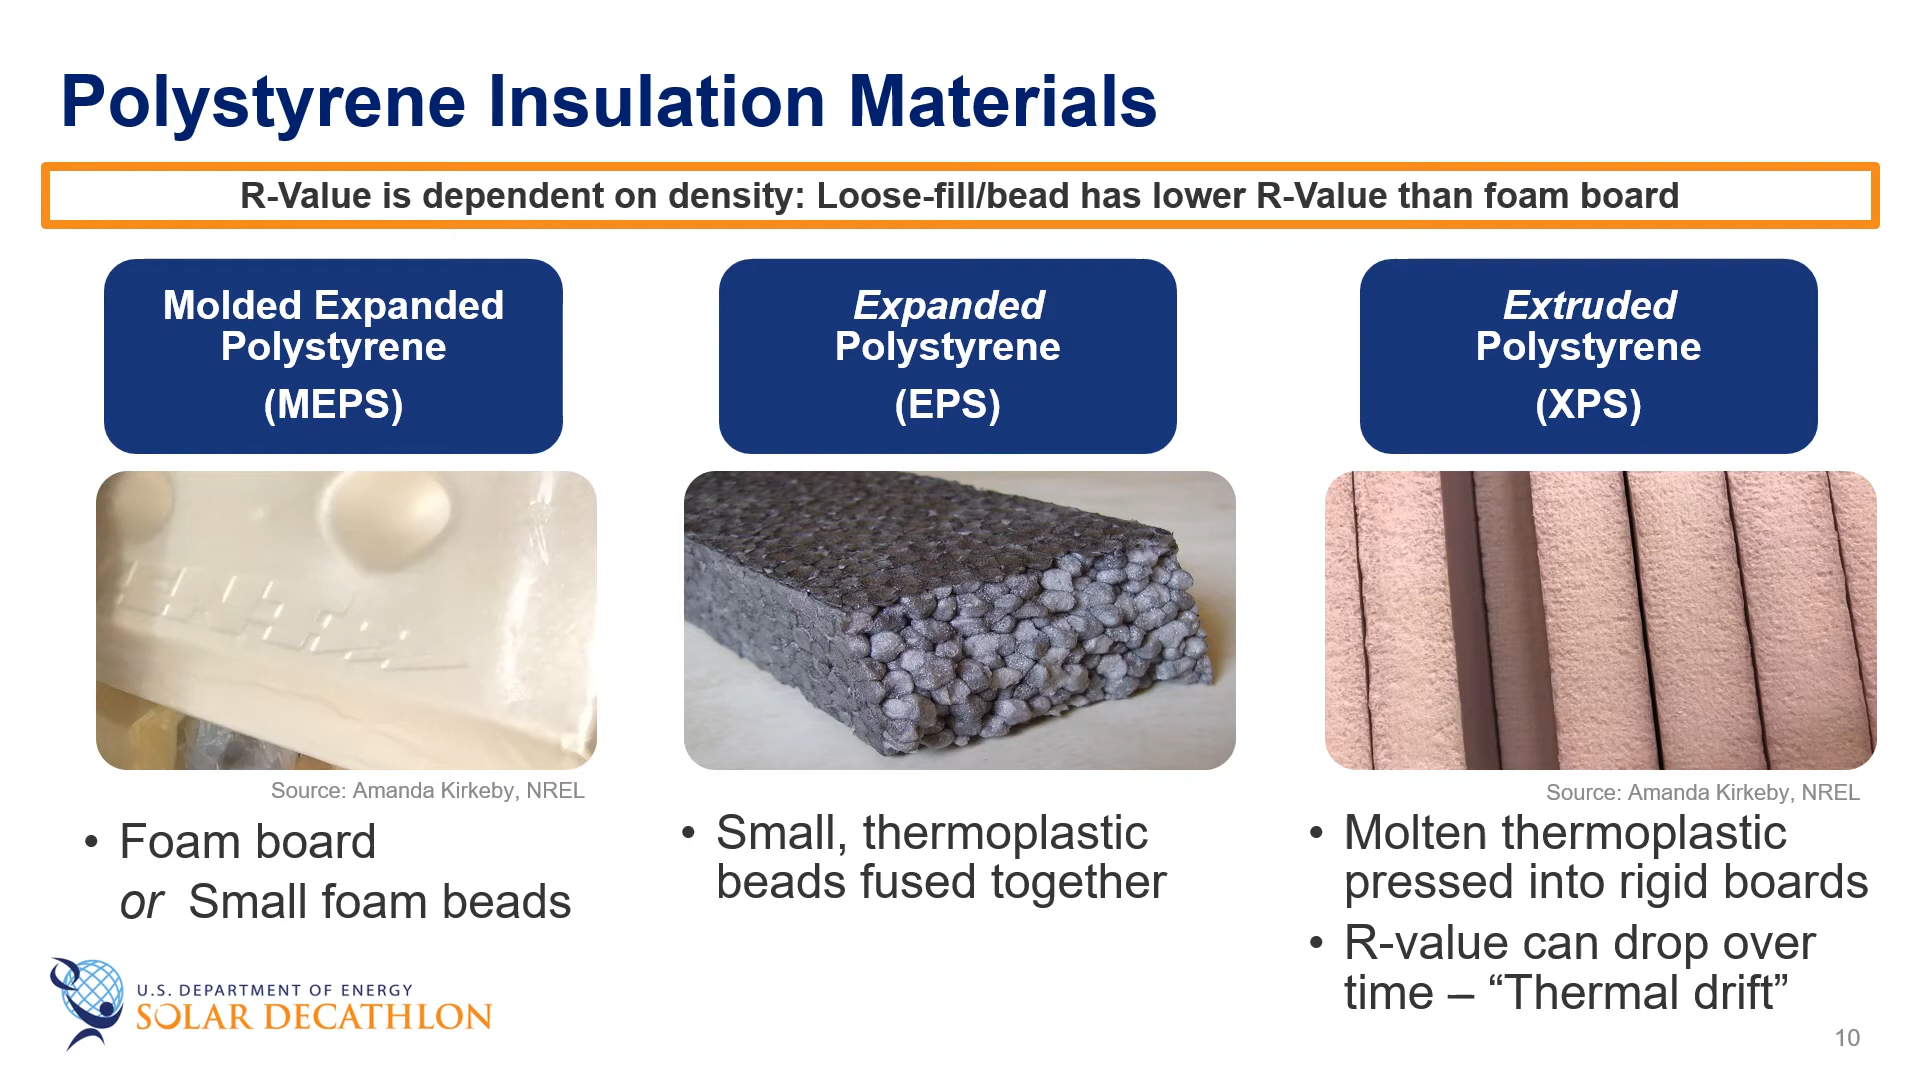 Polystyrene Insulation Materials
R-Value is dependent on density: Loose-fill/bead has lower R-Value than foam board
Molded Expanded
Polystyrene
(MEPS)
Expanded
Polystyrene
(EPS)
Extruded
Polystyrene
(XPS)
Source: Amanda Kirkeby, NREL
Source: Amanda Kirkeby, NREL
• Foam board
or Small foam beads
• Small, thermoplastic
beads fused together
• Molten thermoplastic
pressed into rigid boards
• R-value can drop over
time – “Thermal drift”
U.S. DEPARTMENT OF ENERGY
SOLAR DECATHLON
10